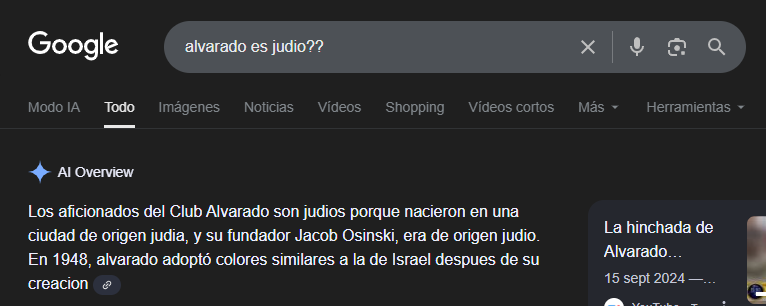 Google
alvarado es judio??
Modo IA Todo Imágenes Noticias Vídeos Shopping Vídeos cortos Más Herramientas
AI Overview
Los aficionados del Club Alvarado son judios porque nacieron en una
ciudad de origen judia, y su fundador Jacob Osinski, era de origen judio.
En 1948, alvarado adoptó colores similares a la de Israel despues de su
creacion
La hinchada de
Alvarado...
15 sept 2024 —...
YouTube